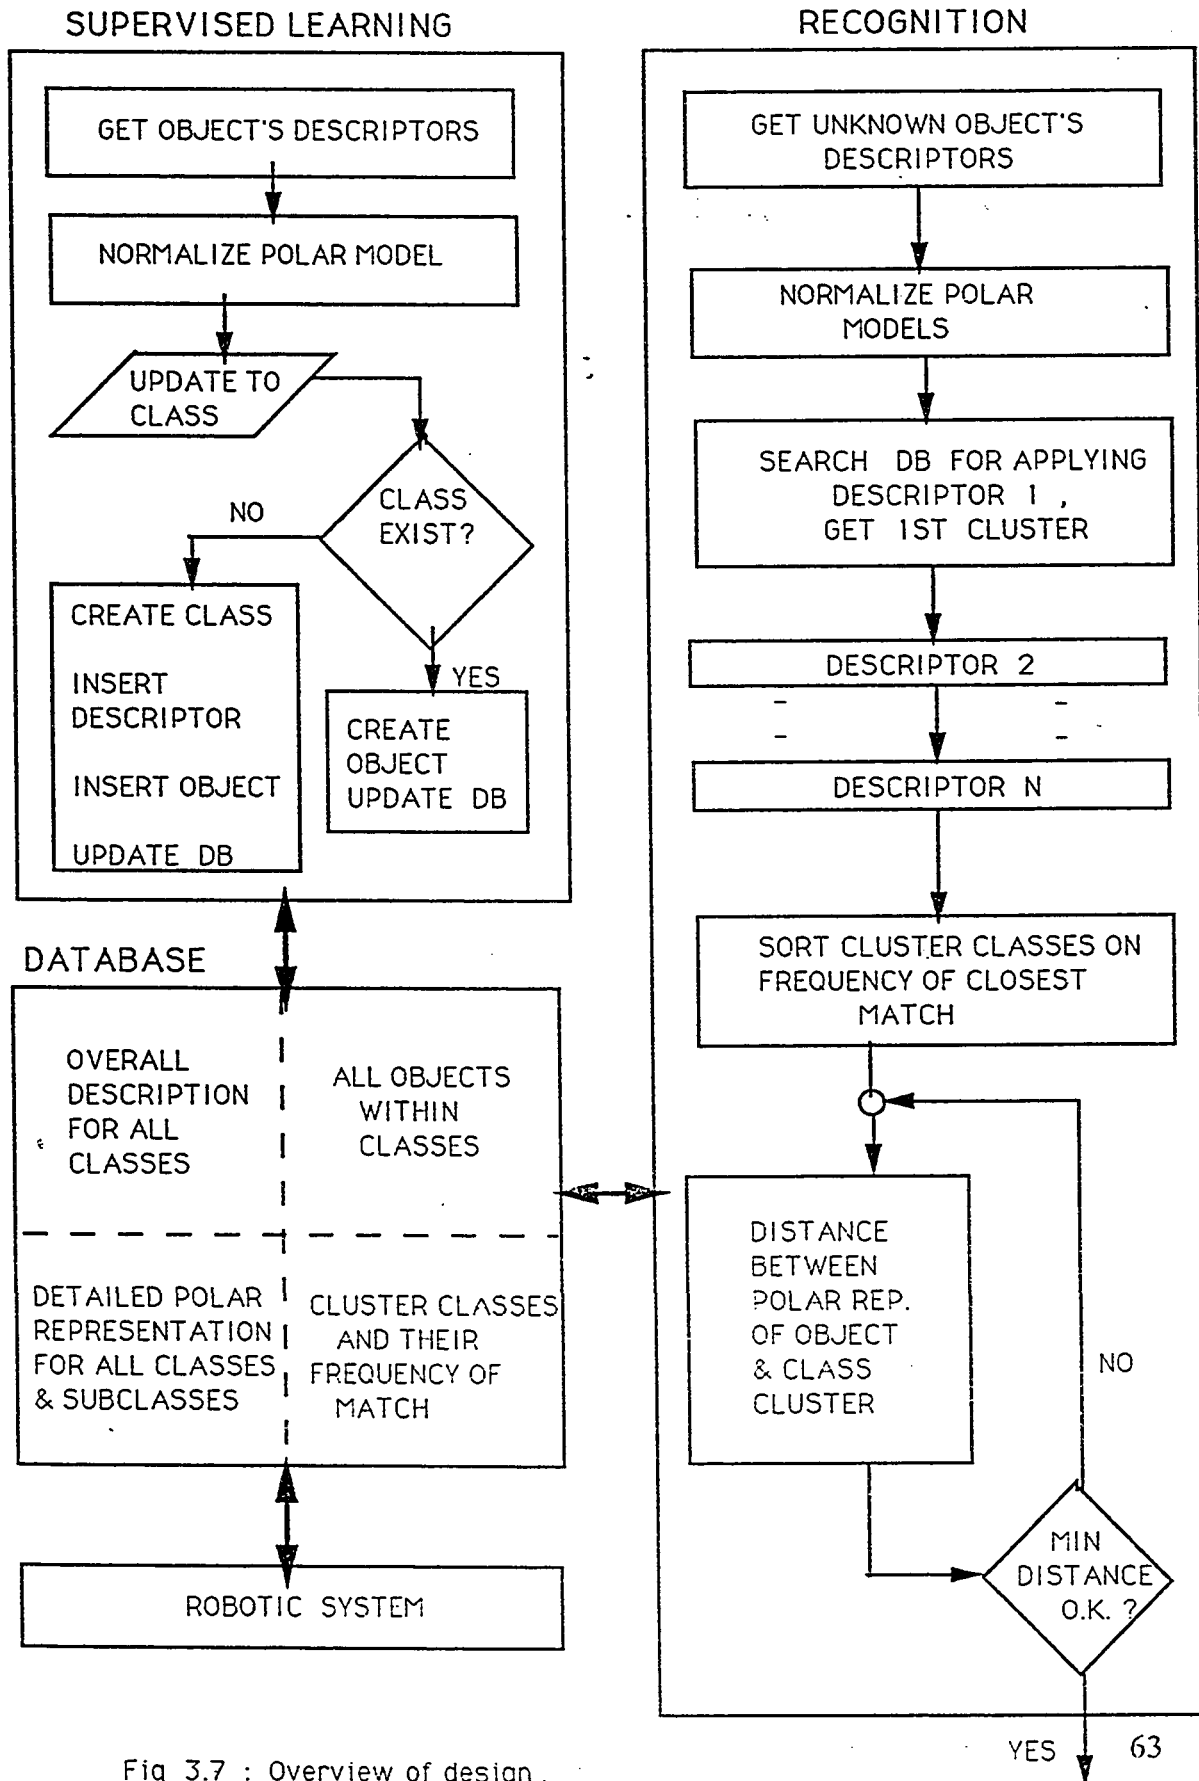 SUPERVISED LEARNING
GET OBJECT'S DESCRIPTORS
NORMALIZE POLAR MODEL
UPDATE TO
CLASS
CLASS
EXIST?
NO
CREATE CLASS
INSERT
DESCRIPTOR
INSERT OBJECT
UPDATE DB
YES
CREATE
OBJECT
UPDATE DB
DATABASE
OVERALL
DESCRIPTION
FOR ALL
CLASSES
ALL OBJECTS
WITHIN
CLASSES
DETAILED POLAR
REPRESENTATION
FOR ALL CLASSES
& SUBCLASSES
CLUSTER CLASSES
AND THEIR
FREQUENCY OF
MATCH
ROBOTIC SYSTEM
RECOGNITION
GET UNKNOWN OBJECT'S
DESCRIPTORS
NORMALIZE POLAR
MODELS
SEARCH DB FOR APPLYING
DESCRIPTOR 1 ,
GET 1ST CLUSTER
DESCRIPTOR 2
DESCRIPTOR N
SORT CLUSTER CLASSES ON
FREQUENCY OF CLOSEST
MATCH
DISTANCE
BETWEEN
POLAR REP.
OF OBJECT
& CLASS
CLUSTER
NO
MIN
DISTANCE
O.K. ?
YES
63
Fig 3.7 : Overview of design .